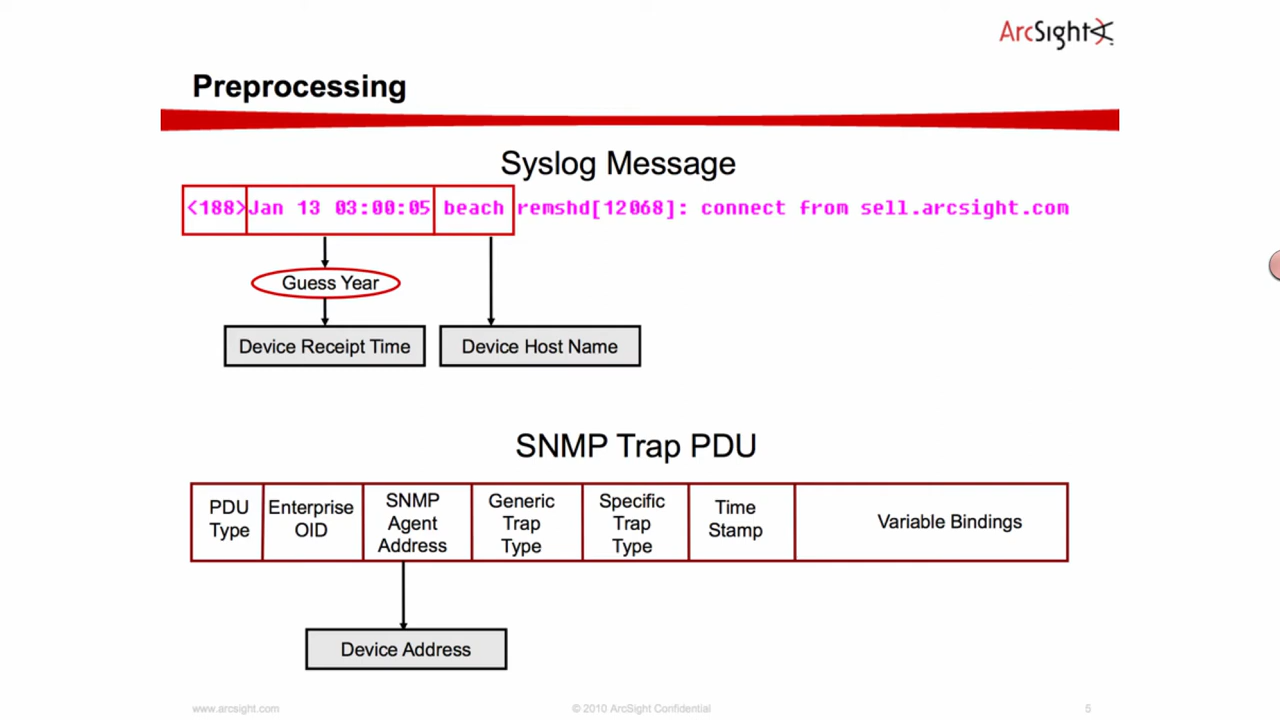 ArcSight
Preprocessing
Syslog Message
<188>Jan 13 03:00:05 beach remshd[12068]: connect from sell.arcsight.com
Guess Year
Device Receipt Time
Device Host Name
SNMP Trap PDU
PDU
Type
Enterprise
OID
SNMP
Agent
Address
Generic
Trap
Type
Specific
Trap
Type
Time
Stamp
Variable Bindings
Device Address
www.arcsight.com
© 2010 ArcSight Confidential
5